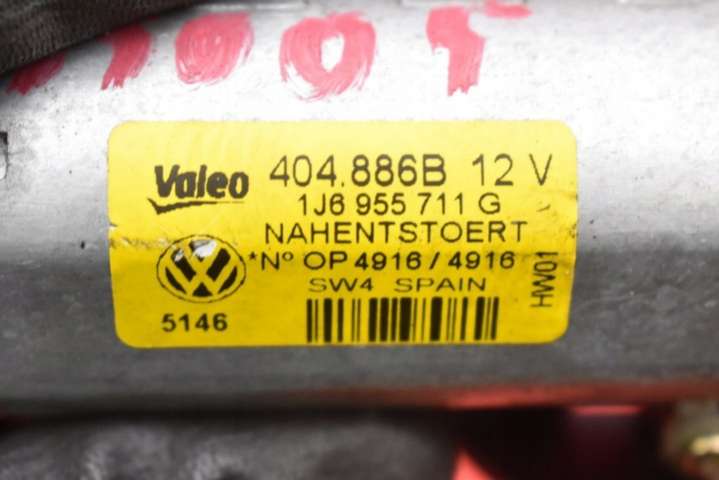 Valeo 404.886B 12 V
1J6 955 711 G
NAHENTSTOERT
*Nº OP 4916 / 4916
SW4 SPAIN
5146
HW01